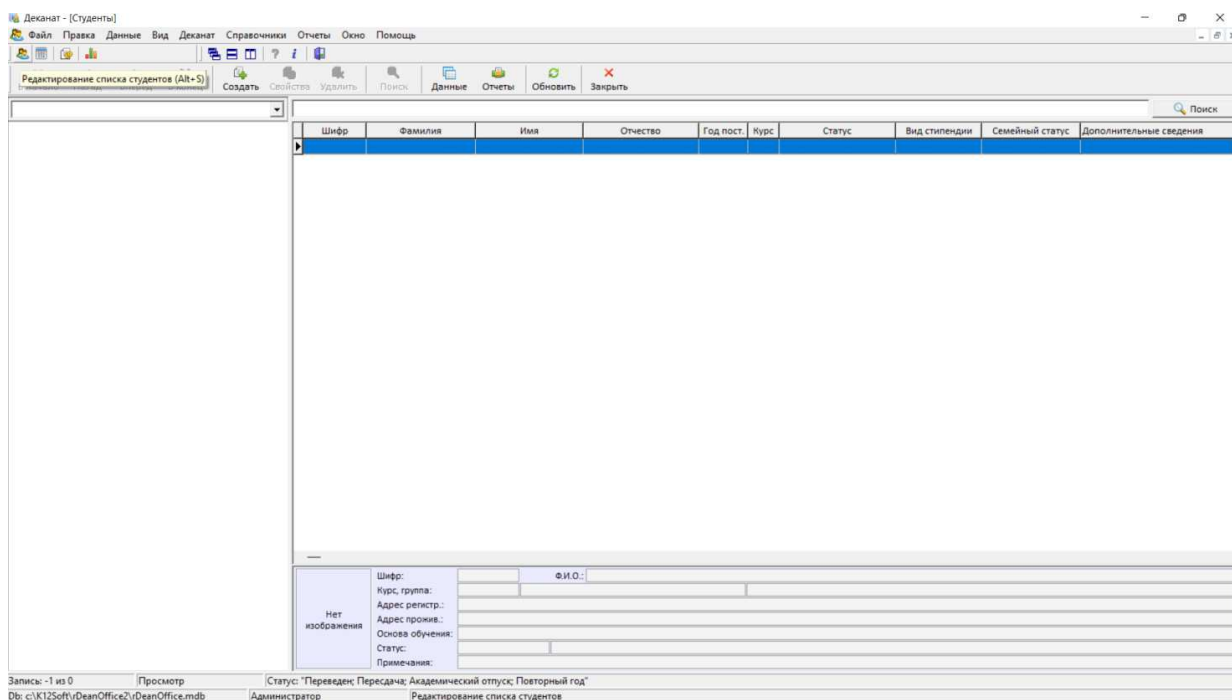 Деканат - [Студенты]
Файл Правка Данные Вид Деканат Справочники Отчеты Окно Помощь
Редактирование списка студентов (Alt+S)
Создать Свойства Удалить Поиск Данные Отчеты Обновить Закрыть
Поиск
Шифр Фамилия Имя Отчество Год пост. Курс Статус Вид стипендии Семейный статус Дополнительные сведения
Нет изображения
Шифр: Ф.И.О.:
Курс, группа:
Адрес регистр.:
Адрес прожив.:
Основа обучения:
Статус:
Примечания:
Запись: -1 из 0 Просмотр Статус: "Переведен; Пересдача; Академический отпуск; Повторный год"
Db: c:\K12Soft\rDeanOffice2\rDeanOffice.mdb Администратор Редактирование списка студентов